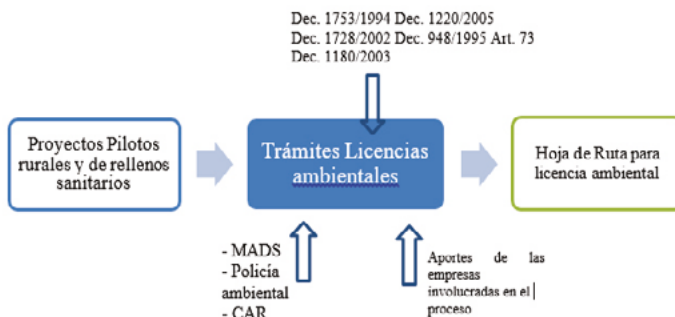 Dec. 1753/1994 Dec. 1220/2005
Dec. 1728/2002 Dec. 948/1995 Art. 73
Dec. 1180/2003
Proyectos Pilotos
rurales y de rellenos
sanitarios
Trámites Licencias
ambientales
Hoja de Ruta para
licencia ambiental
- MADS
- Policía
ambiental
- CAR
Aportes de las
empresas
involucradas en el
proceso